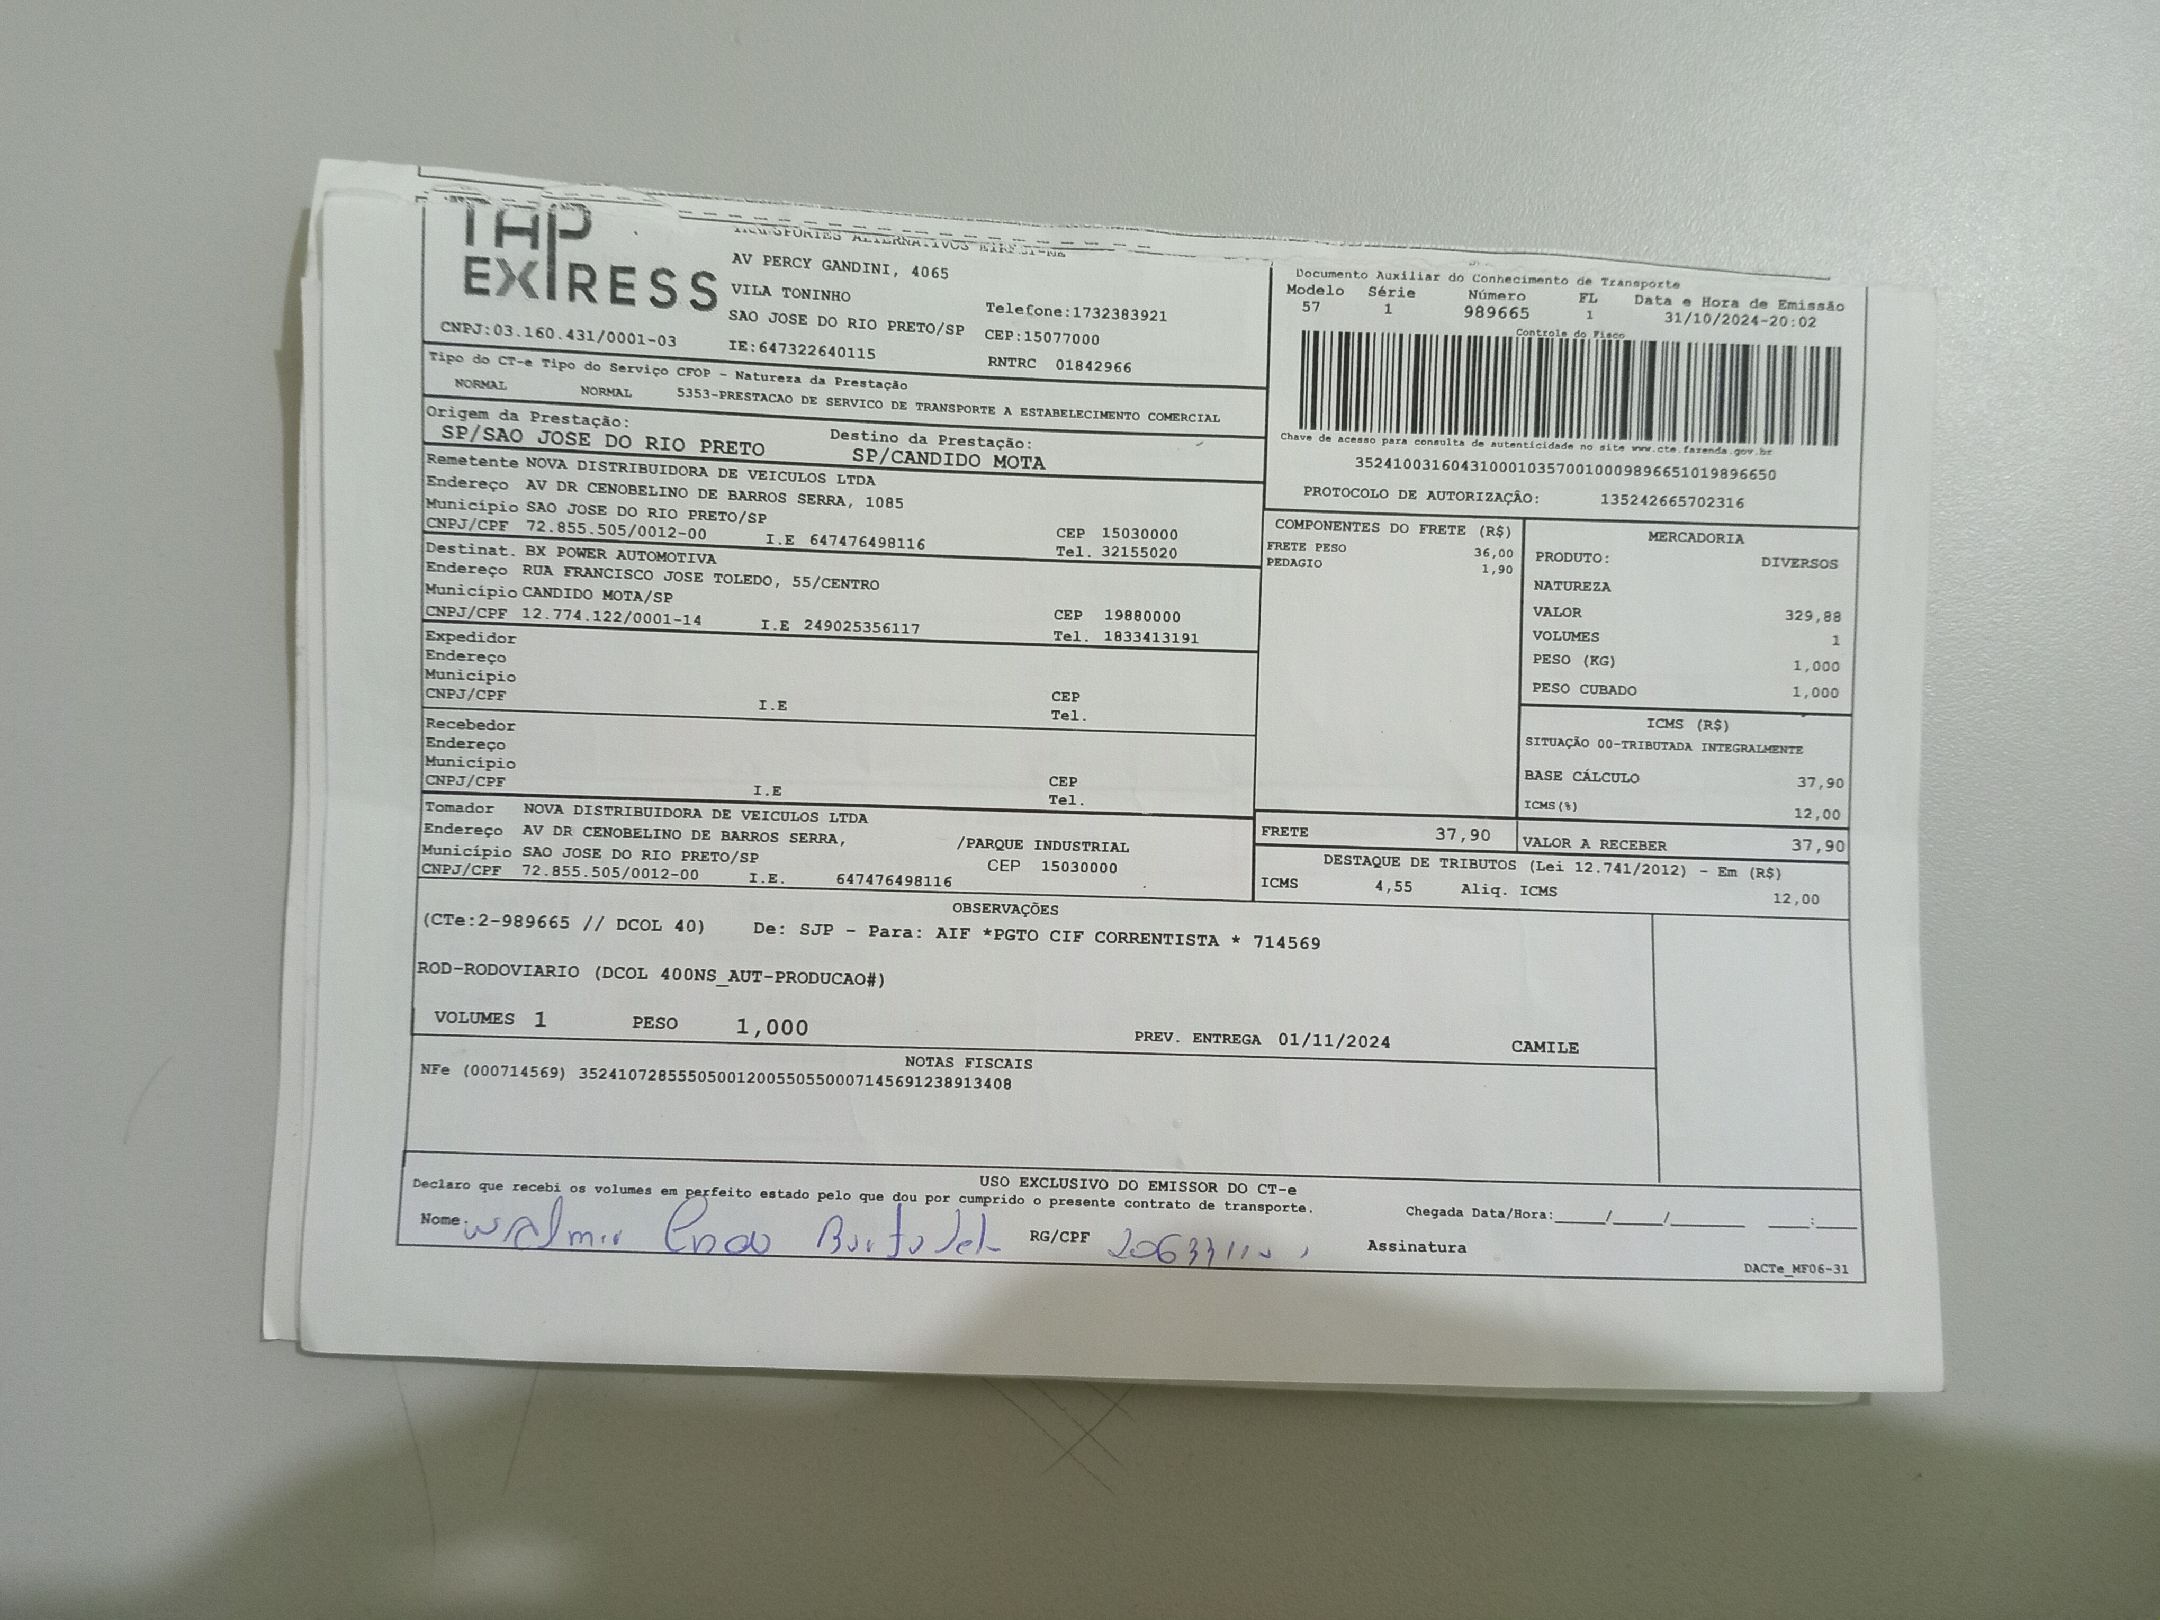 TAP
EXPRESS
TRANSPORTES ALTERNATIVOS
AV PERCY GANDINI, 4065
VILA TONINHO
Telefone:1732383921
SAO JOSE DO RIO PRETO/SP CEP:15077000
CNPJ:03.160.431/0001-03 IE:647322640115 RNTRC 01842966
Documento Auxiliar do Conhecimento de Transporte
Modelo Série Número FL Data e Hora de Emissão
57 1 989665 1 31/10/2024-20:02
Controle do Fisco
Chave de acesso para consulta de autenticidade no site www.cte.fazenda.gov.br
35241003160431000103570010009896651019896650
PROTOCOLO DE AUTORIZAÇÃO: 135242665702316
Tipo do CT-e Tipo do Serviço CFOP - Natureza da Prestação
NORMAL NORMAL 5353-PRESTACAO DE SERVICO DE TRANSPORTE A ESTABELECIMENTO COMERCIAL
Origem da Prestação: Destino da Prestação:
SP/SAO JOSE DO RIO PRETO SP/CANDIDO MOTA
Remetente NOVA DISTRIBUIDORA DE VEICULOS LTDA
Endereço AV DR CENOBELINO DE BARROS SERRA, 1085
Município SAO JOSE DO RIO PRETO/SP CEP 15030000
CNPJ/CPF 72.855.505/0012-00 I.E 647476498116 Tel. 32155020
Destinat. BX POWER AUTOMOTIVA
Endereço RUA FRANCISCO JOSE TOLEDO, 55/CENTRO
Município CANDIDO MOTA/SP CEP 19880000
CNPJ/CPF 12.774.122/0001-14 I.E 249025356117 Tel. 1833413191
Expedidor
Endereço
Município CEP
CNPJ/CPF I.E Tel.
Recebedor
Endereço
Município CEP
CNPJ/CPF I.E Tel.
Tomador NOVA DISTRIBUIDORA DE VEICULOS LTDA
Endereço AV DR CENOBELINO DE BARROS SERRA, /PARQUE INDUSTRIAL
Município SAO JOSE DO RIO PRETO/SP CEP 15030000
CNPJ/CPF 72.855.505/0012-00 I.E. 647476498116
COMPONENTES DO FRETE (R$)
FRETE PESO 36,00
PEDAGIO 1,90
MERCADORIA
PRODUTO: DIVERSOS
NATUREZA
VALOR 329,88
VOLUMES 1
PESO (KG) 1,000
PESO CUBADO 1,000
ICMS (R$)
SITUAÇÃO 00-TRIBUTADA INTEGRALMENTE
BASE CÁLCULO 37,90
ICMS(%) 12,00
FRETE 37,90 VALOR A RECEBER 37,90
DESTAQUE DE TRIBUTOS (Lei 12.741/2012) - Em (R$)
ICMS 4,55 Aliq. ICMS 12,00
OBSERVAÇÕES
(CTe:2-989665 // DCOL 40) De: SJP - Para: AIF *PGTO CIF CORRENTISTA * 714569
ROD-RODOVIARIO (DCOL 400NS_AUT-PRODUCAO#)
VOLUMES 1 PESO 1,000 PREV. ENTREGA 01/11/2024 CAMILE
NOTAS FISCAIS
NFe (000714569) 35241072855505001200550550007145691238913408
USO EXCLUSIVO DO EMISSOR DO CT-e
Declaro que recebi os volumes em perfeito estado pelo que dou por cumprido o presente contrato de transporte.
Chegada Data/Hora:____/____/______ ____:____
Nome: Walmir RG/CPF Assinatura
DACTe_MF06-31